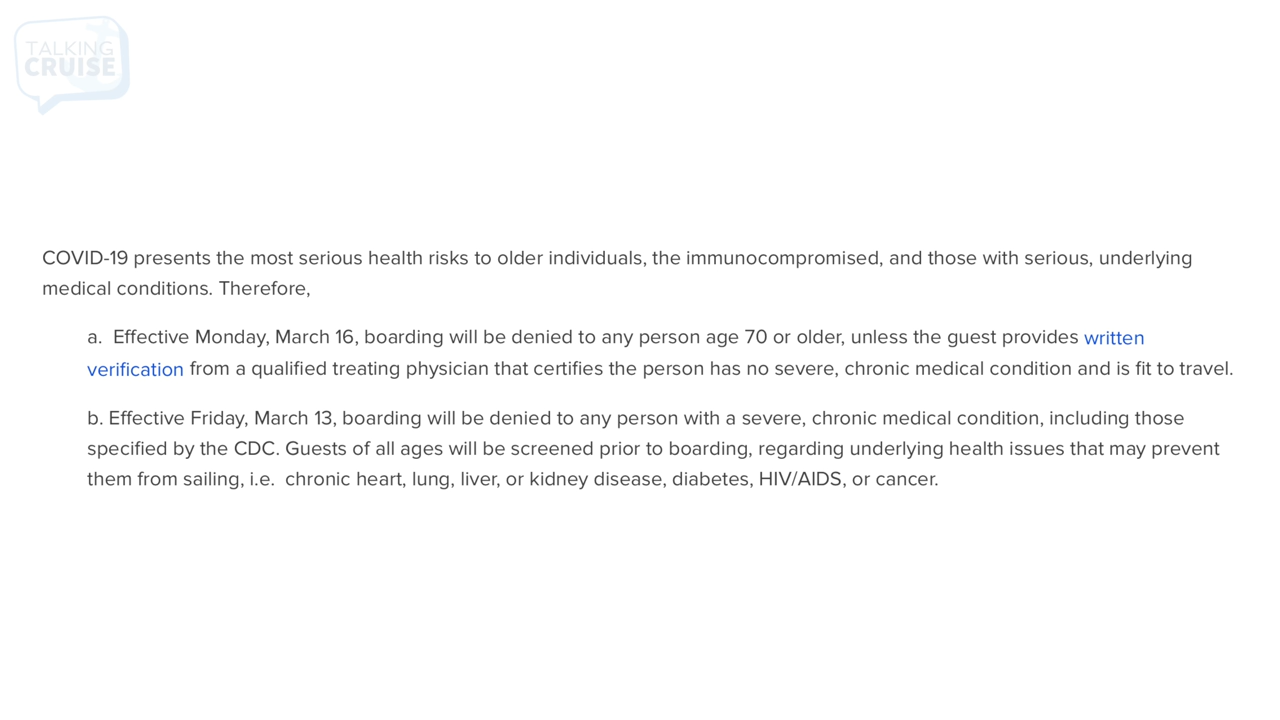 TALKING
CRUISE
COVID-19 presents the most serious health risks to older individuals, the immunocompromised, and those with serious, underlying
medical conditions. Therefore,
a.  Effective Monday, March 16, boarding will be denied to any person age 70 or older, unless the guest provides written
verification from a qualified treating physician that certifies the person has no severe, chronic medical condition and is fit to travel.
b. Effective Friday, March 13, boarding will be denied to any person with a severe, chronic medical condition, including those
specified by the CDC. Guests of all ages will be screened prior to boarding, regarding underlying health issues that may prevent
them from sailing, i.e.  chronic heart, lung, liver, or kidney disease, diabetes, HIV/AIDS, or cancer.